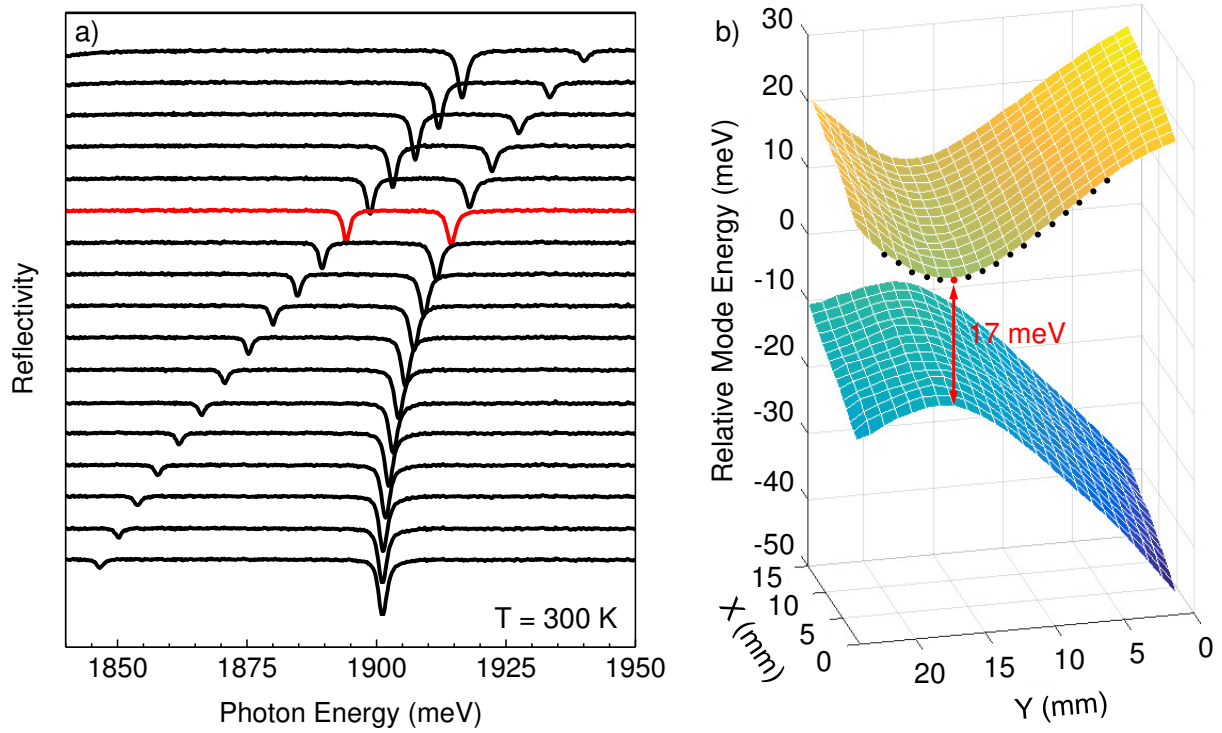 a)
Reflectivity
T = 300 K
1850 1875 1900 1925 1950
Photon Energy (meV)
b)
Relative Mode Energy (meV)
30
20
10
0
-10
-20
-30
-40
-50
17 meV
15
10
5
0
X (mm)
20 15 10 5 0
Y (mm)